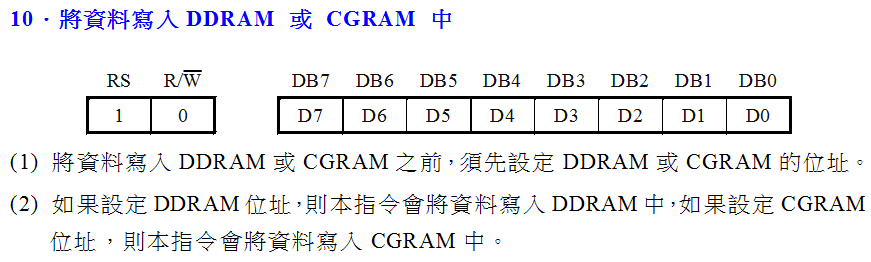 10．將資料寫入 DDRAM 或 CGRAM 中
RS R/W̅ DB7 DB6 DB5 DB4 DB3 DB2 DB1 DB0
1 0 D7 D6 D5 D4 D3 D2 D1 D0
(1) 將資料寫入 DDRAM 或 CGRAM 之前，須先設定 DDRAM 或 CGRAM 的位址。
(2) 如果設定 DDRAM 位址，則本指令會將資料寫入 DDRAM 中，如果設定 CGRAM
位址，則本指令會將資料寫入 CGRAM 中。